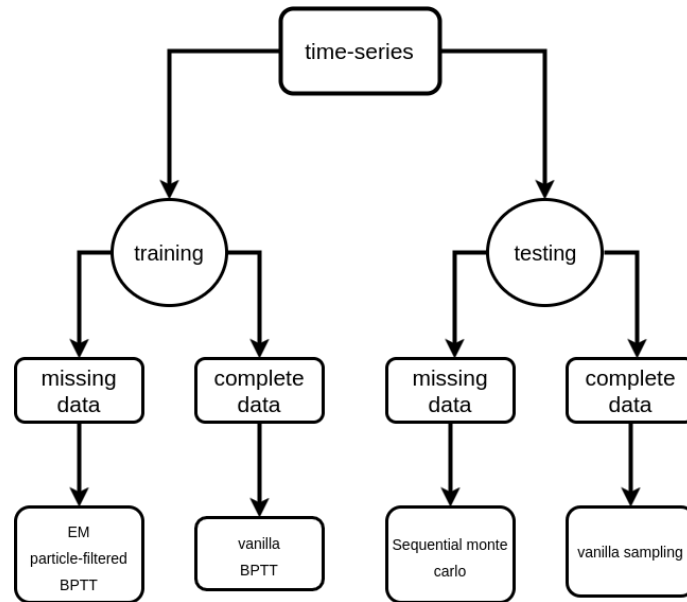 time-series
training
testing
missing
data
complete
data
missing
data
complete
data
EM
particle-filtered
BPTT
vanilla
BPTT
Sequential monte
carlo
vanilla sampling